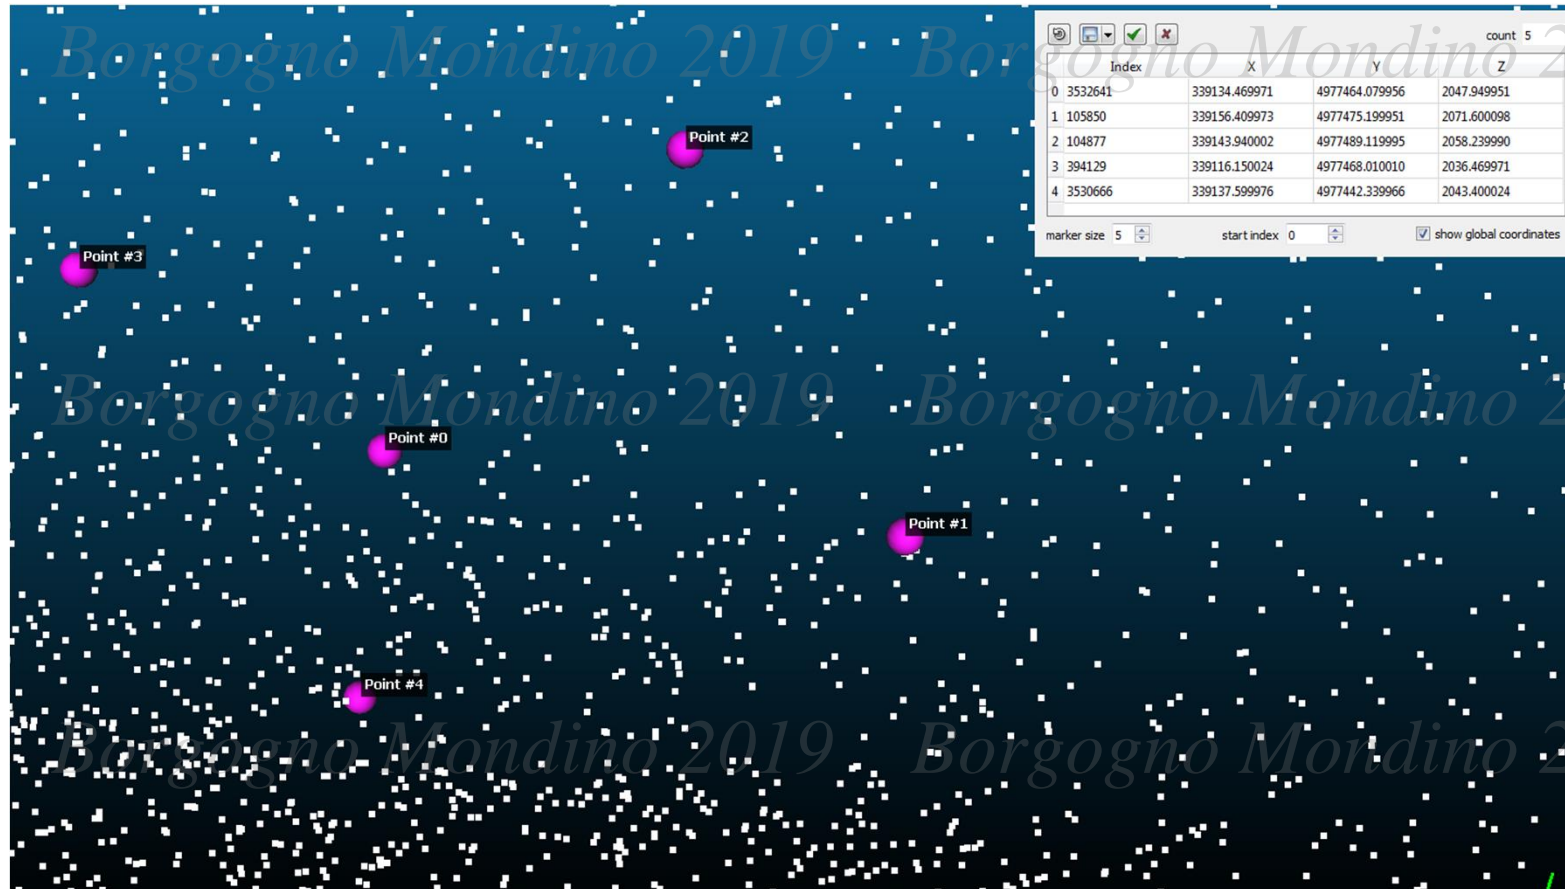 Borgogno Mondino 2019 Borgogno Mondino 2
count 5
Index X Y Z
0 3532641 339134.469971 4977464.079956 2047.949951
1 105850 339156.409973 4977475.199951 2071.600098
2 104877 339143.940002 4977489.119995 2058.239990
3 394129 339116.150024 4977468.010010 2036.469971
4 3530666 339137.599976 4977442.339966 2043.400024
marker size 5 start index 0 show global coordinates
Point #2
Point #3
Borgogno Mondino 2019 Borgogno Mondino 2
Point #0
Point #1
Point #4
Borgogno Mondino 2019 Borgogno Mondino 2